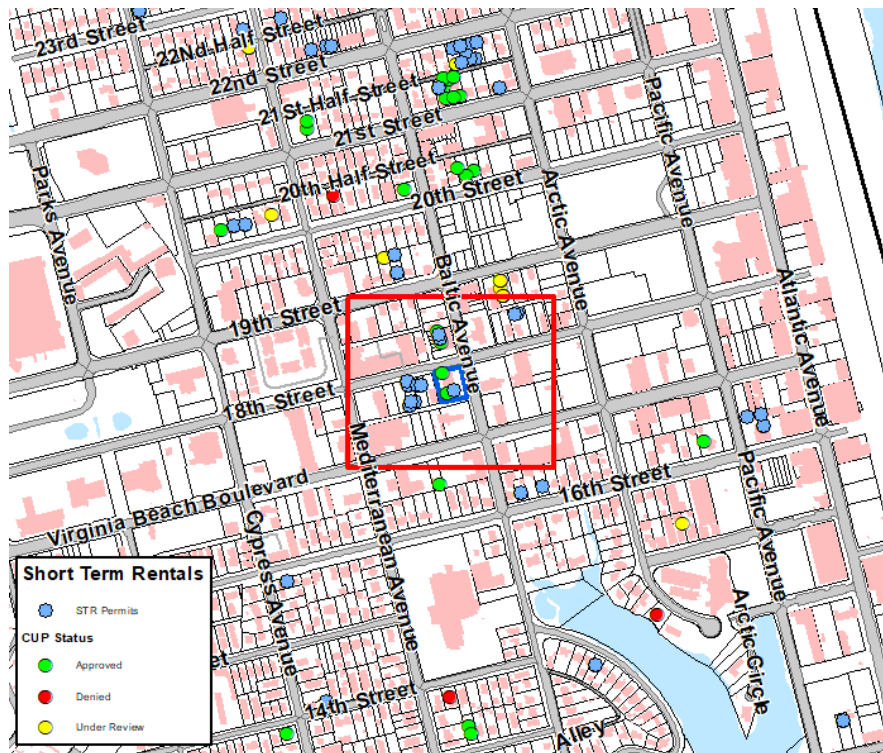 23rd Street
22Nd Half Street
22nd Street
21St Half Street
21st Street
20th Half Street
20th Street
Parks Avenue
Pacific Avenue
Arctic Avenue
Baltic Avenue
Atlantic Avenue
19th Street
18th Street
Mediterranean Avenue
Virginia Beach Boulevard
16th Street
Cypress Avenue
Pacific Avenue
Arctic Circle
14th Street
Alley
Short Term Rentals
STR Permits
CUP Status
Approved
Denied
Under Review